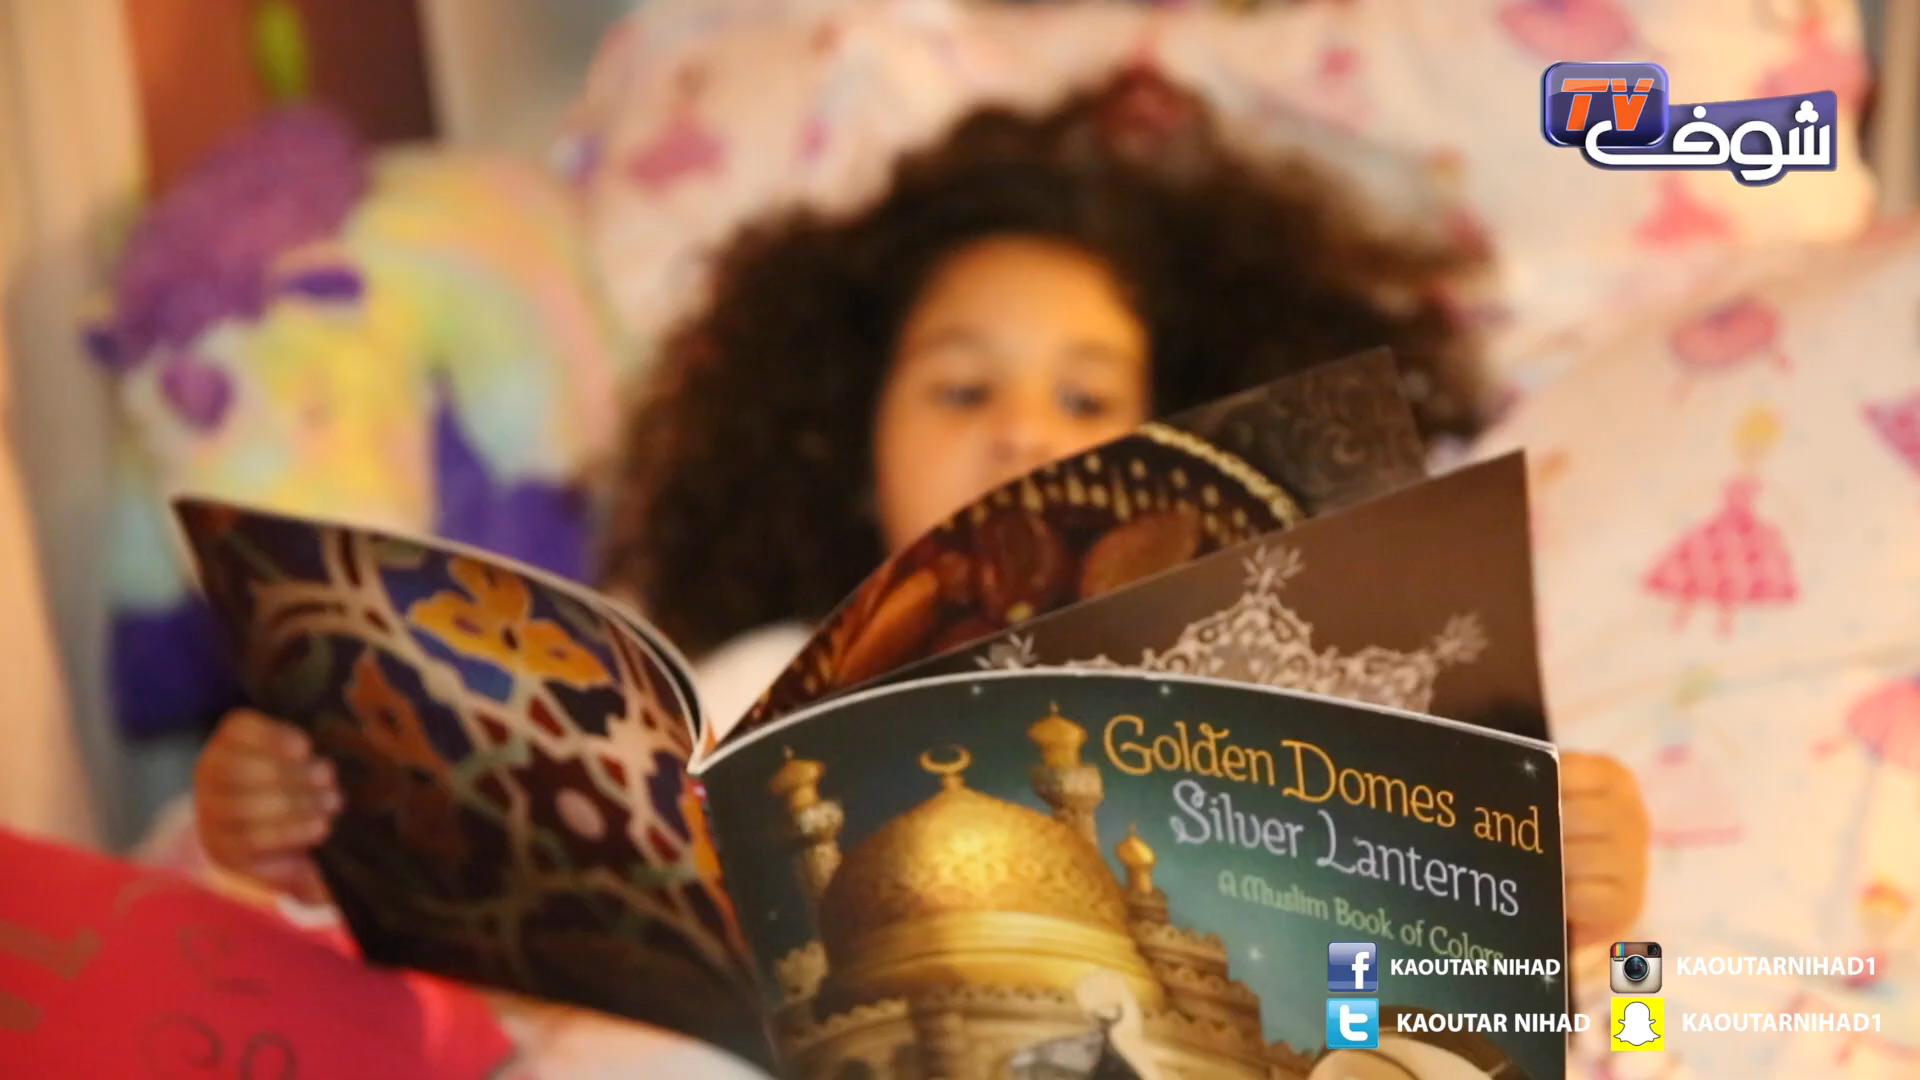 TV
شوف
Golden Domes and
Silver Lanterns
A Muslim Book of Colors
KAOUTAR NIHAD
KAOUTARNIHAD1
KAOUTAR NIHAD
KAOUTARNIHAD1